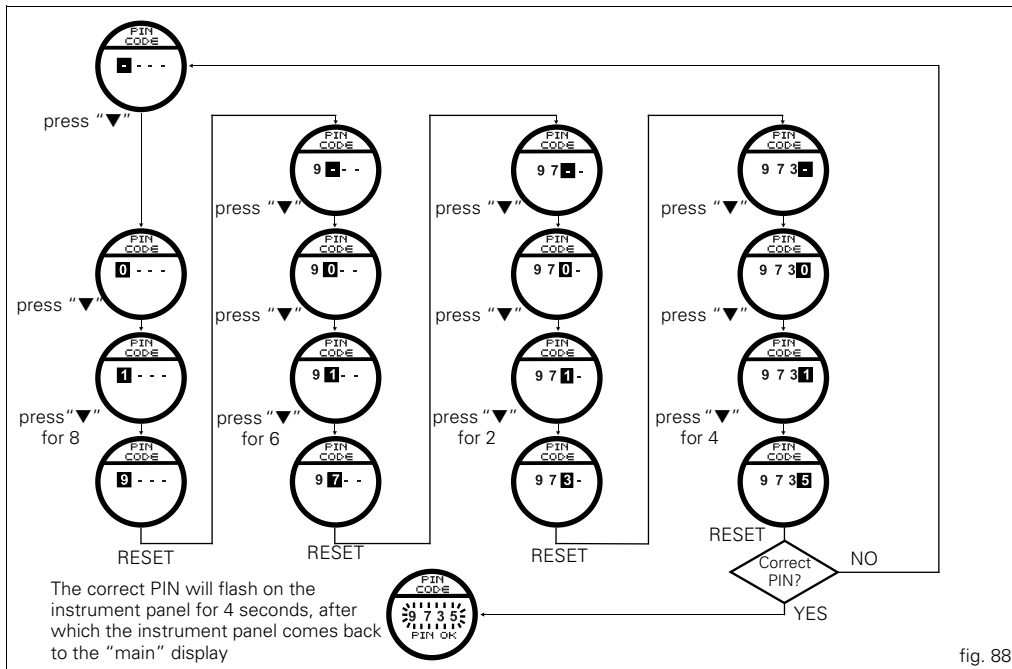 PIN
CODE
- - - -
press "▼"
PIN
CODE
0 - - -
press "▼"
PIN
CODE
1 - - -
press "▼"
for 8
PIN
CODE
9 - - -
RESET
PIN
CODE
9 - - -
press "▼"
PIN
CODE
9 0 - -
press "▼"
PIN
CODE
9 1 - -
press "▼"
for 6
PIN
CODE
9 7 - -
RESET
PIN
CODE
9 7 - -
press "▼"
PIN
CODE
9 7 0 -
press "▼"
PIN
CODE
9 7 1 -
press "▼"
for 2
PIN
CODE
9 7 3 -
RESET
PIN
CODE
9 7 3 -
press "▼"
PIN
CODE
9 7 3 0
press "▼"
PIN
CODE
9 7 3 1
press "▼"
for 4
PIN
CODE
9 7 3 5
RESET
Correct
PIN?
NO
YES
PIN
CODE
9 7 3 5
PIN OK
The correct PIN will flash on the
instrument panel for 4 seconds, after
which the instrument panel comes back
to the "main" display
fig. 88